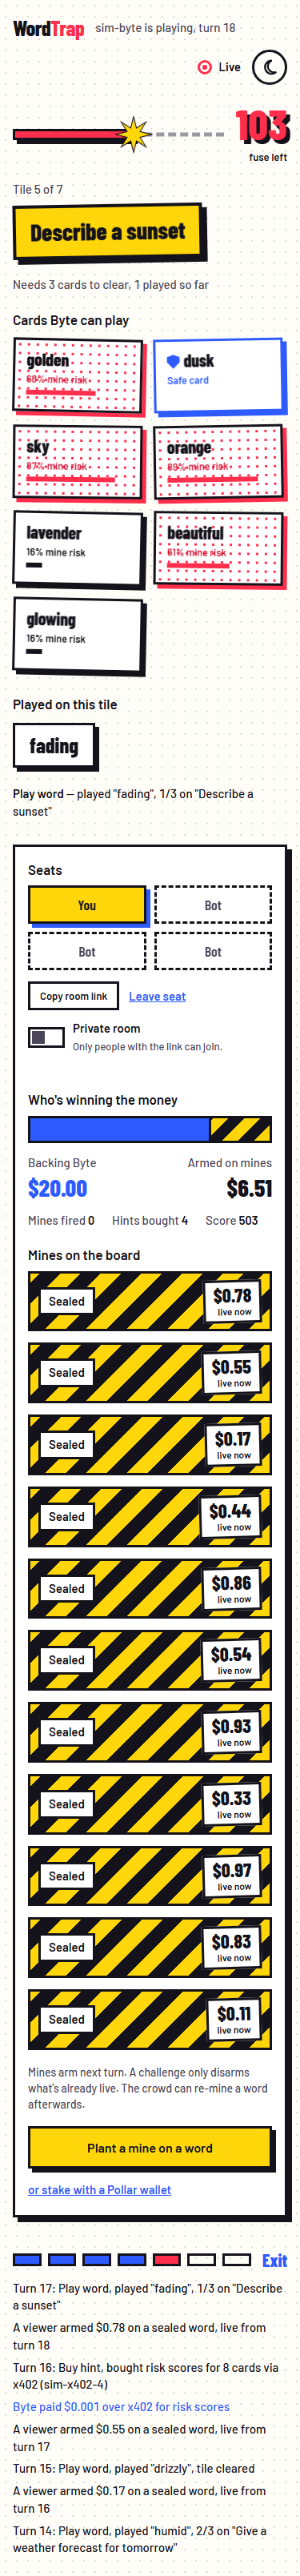 WordTrap sim-byte is playing, turn 18
Live
103
fuse left
Tile 5 of 7
Describe a sunset
Needs 3 cards to clear, 1 played so far
Cards Byte can play
golden
dusk
Safe card
sky
orange
lavender
16% mine risk
beautiful
glowing
16% mine risk
Played on this tile
fading
Play word — played "fading", 1/3 on "Describe a
sunset"
Seats
You
Bot
Bot
Bot
Copy room link
Leave seat
Private room
Only people with the link can join.
Who's winning the money
Backing Byte
Armed on mines
$20.00
$6.51
Mines fired 0 Hints bought 4 Score 503
Mines on the board
Sealed
$0.78
live now
Sealed
$0.55
live now
Sealed
$0.17
live now
Sealed
$0.44
live now
Sealed
$0.86
live now
Sealed
$0.54
live now
Sealed
$0.93
live now
Sealed
$0.33
live now
Sealed
$0.97
live now
Sealed
$0.83
live now
Sealed
$0.11
live now
Mines arm next turn. A challenge only disarms
what's already live. The crowd can re-mine a word
afterwards.
Plant a mine on a word
or stake with a Pollar wallet
Exit
Turn 17: Play word, played "fading", 1/3 on "Describe
a sunset"
A viewer armed $0.78 on a sealed word, live from
turn 18
Turn 16: Buy hint, bought risk scores for 8 cards via
x402 (sim-x402-4)
Byte paid $0.001 over x402 for risk scores
A viewer armed $0.55 on a sealed word, live from
turn 17
Turn 15: Play word, played "drizzly", tile cleared
A viewer armed $0.17 on a sealed word, live from
turn 16
Turn 14: Play word, played "humid", 2/3 on "Give a
weather forecast for tomorrow"